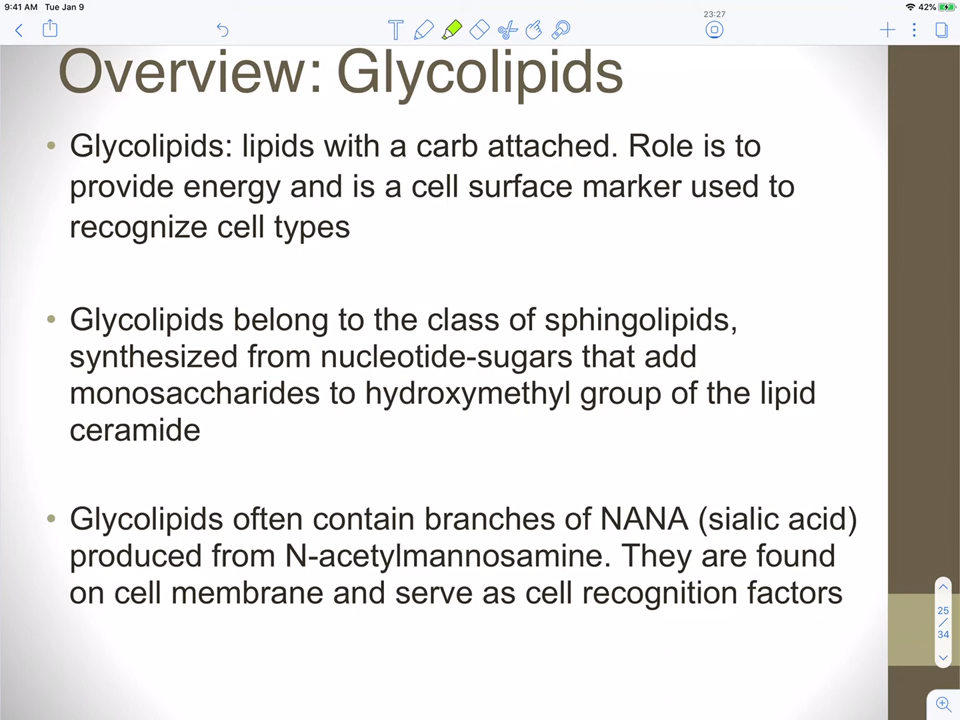 9:41 AM Tue Jan 9
42%
23:27
T
Overview: Glycolipids
• Glycolipids: lipids with a carb attached. Role is to
provide energy and is a cell surface marker used to
recognize cell types
• Glycolipids belong to the class of sphingolipids,
synthesized from nucleotide-sugars that add
monosaccharides to hydroxymethyl group of the lipid
ceramide
• Glycolipids often contain branches of NANA (sialic acid)
produced from N-acetylmannosamine. They are found
on cell membrane and serve as cell recognition factors
25
/
34